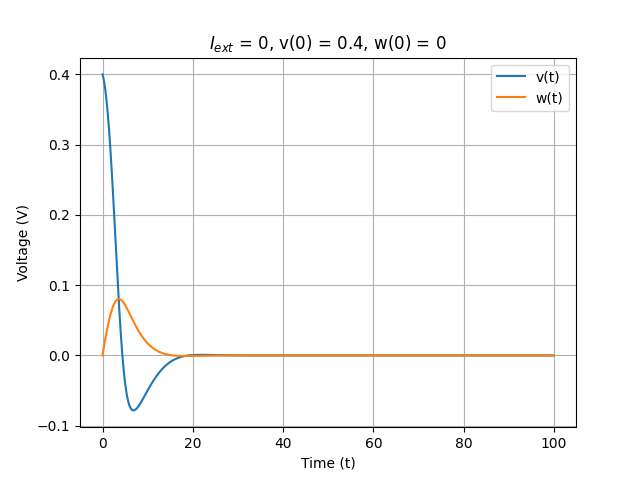 I_ext = 0, v(0) = 0.4, w(0) = 0
v(t)
w(t)
Voltage (V)
0.4
0.3
0.2
0.1
0.0
−0.1
0 20 40 60 80 100
Time (t)